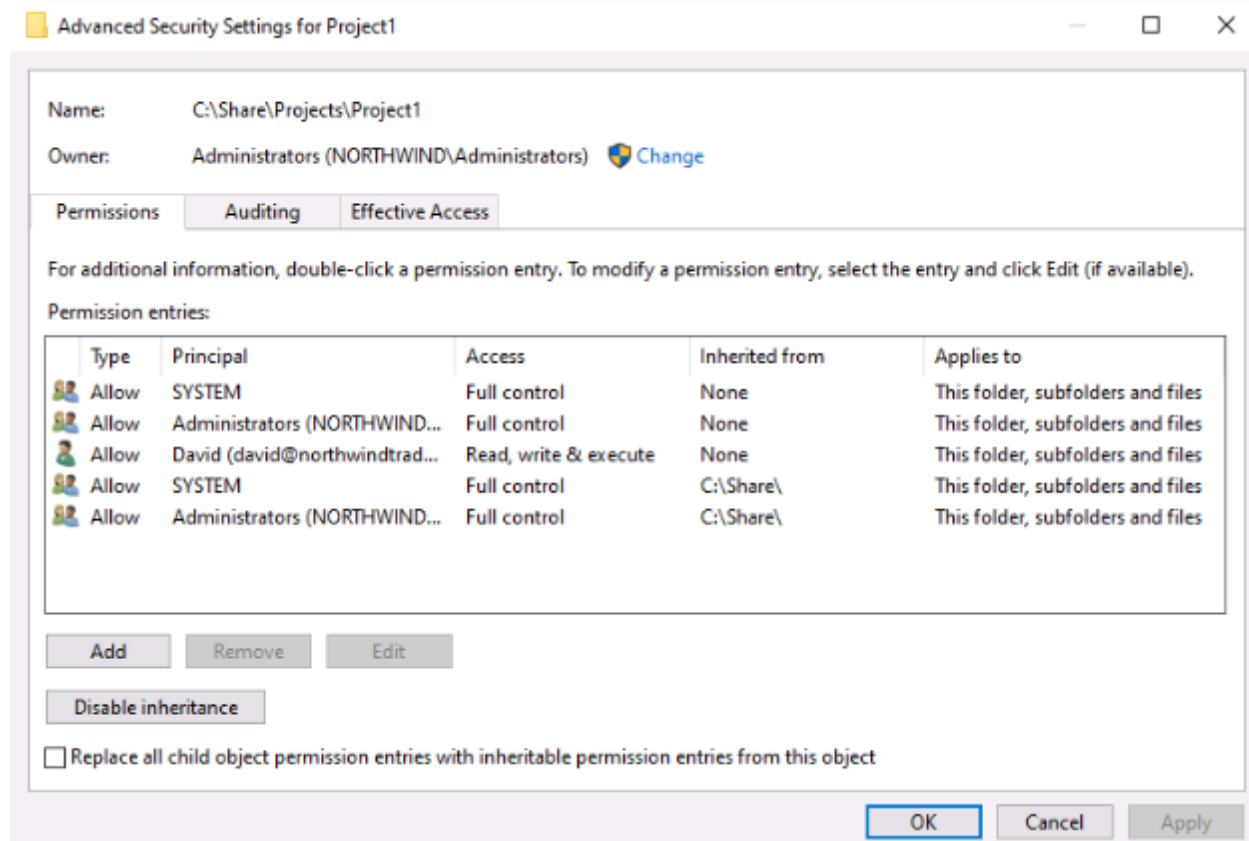 Advanced Security Settings for Project1
Name: C:\Share\Projects\Project1
Owner: Administrators (NORTHWIND\Administrators) Change
Permissions Auditing Effective Access
For additional information, double-click a permission entry. To modify a permission entry, select the entry and click Edit (if available).
Permission entries:
Type Principal Access Inherited from Applies to
Allow SYSTEM Full control None This folder, subfolders and files
Allow Administrators (NORTHWIND... Full control None This folder, subfolders and files
Allow David (david@northwindtrad... Read, write & execute None This folder, subfolders and files
Allow SYSTEM Full control C:\Share\ This folder, subfolders and files
Allow Administrators (NORTHWIND... Full control C:\Share\ This folder, subfolders and files
Add Remove Edit
Disable inheritance
Replace all child object permission entries with inheritable permission entries from this object
OK Cancel Apply